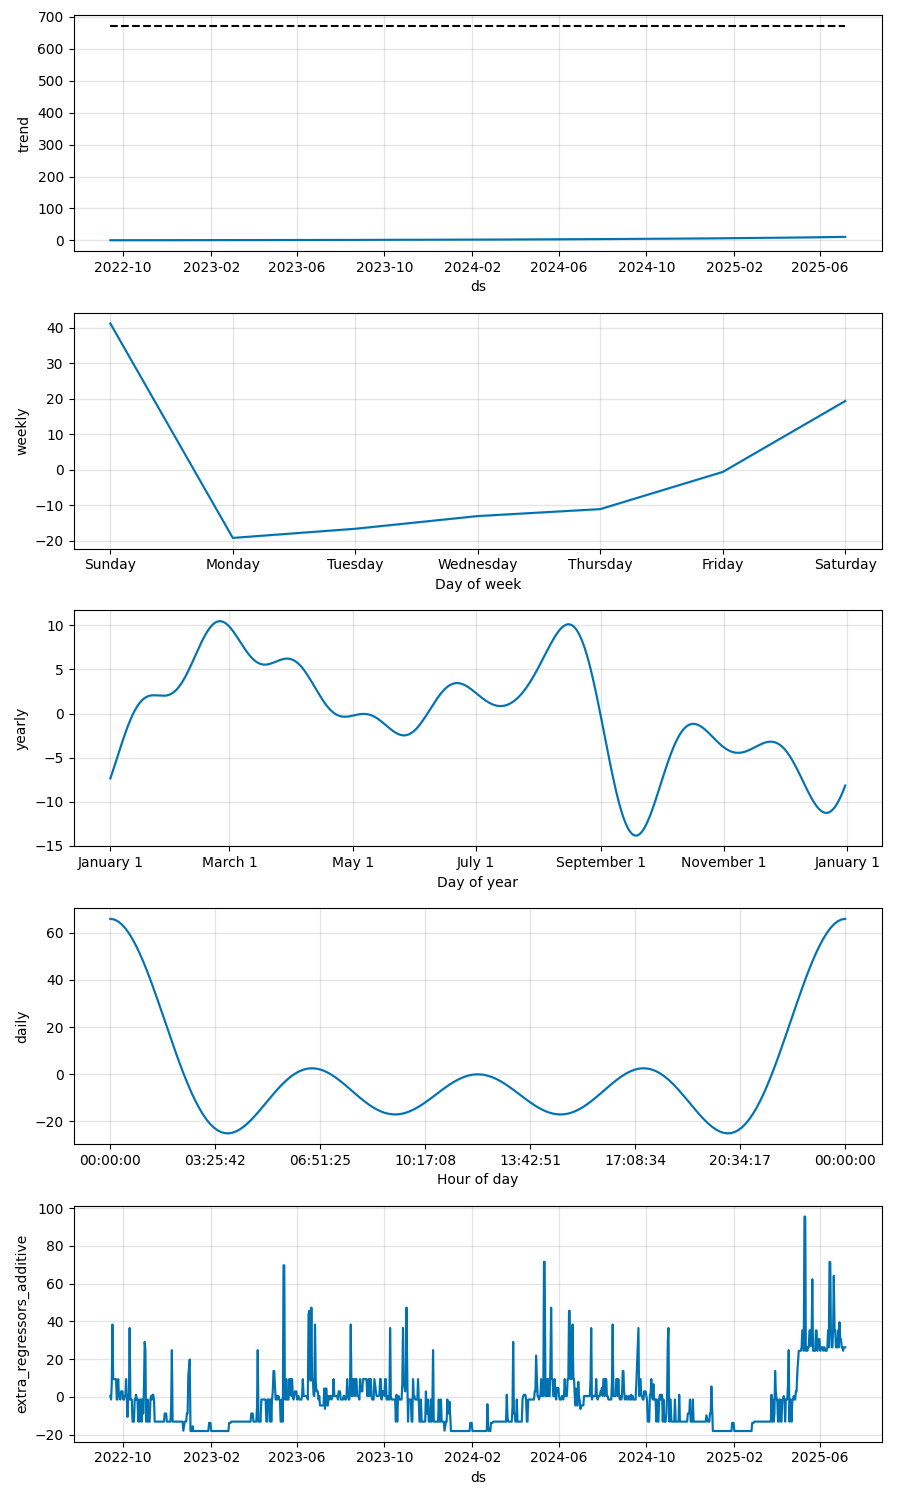 700
600
500
400
300
200
100
0
trend
2022-10 2023-02 2023-06 2023-10 2024-02 2024-06 2024-10 2025-02 2025-06
ds
40
30
20
10
0
−10
−20
weekly
Sunday Monday Tuesday Wednesday Thursday Friday Saturday
Day of week
10
5
0
−5
−10
−15
yearly
January 1 March 1 May 1 July 1 September 1 November 1 January 1
Day of year
60
40
20
0
−20
daily
00:00:00 03:25:42 06:51:25 10:17:08 13:42:51 17:08:34 20:34:17 00:00:00
Hour of day
100
80
60
40
20
0
−20
extra_regressors_additive
2022-10 2023-02 2023-06 2023-10 2024-02 2024-06 2024-10 2025-02 2025-06
ds